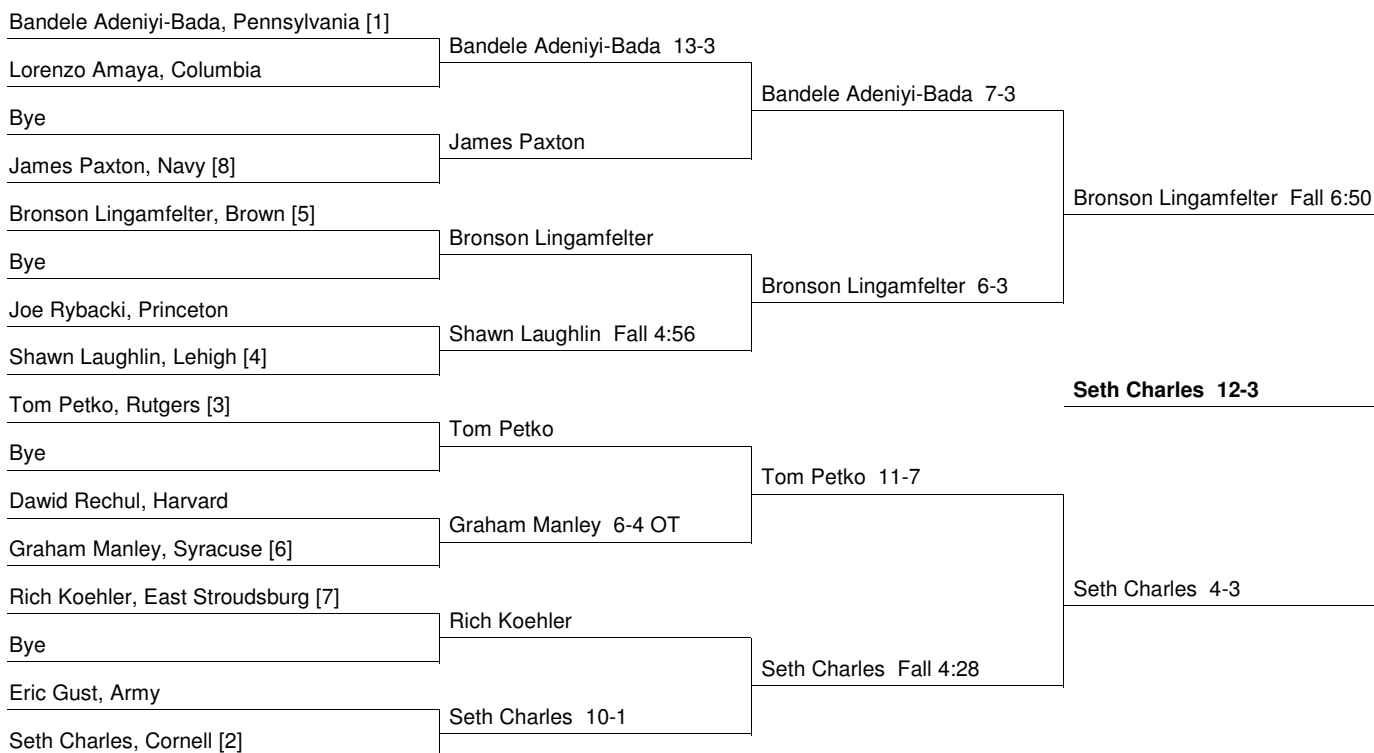 Bandele Adeniyi-Bada, Pennsylvania [1]
Lorenzo Amaya, Columbia
Bye
James Paxton, Navy [8]
Bronson Lingamfelter, Brown [5]
Bye
Joe Rybacki, Princeton
Shawn Laughlin, Lehigh [4]
Tom Petko, Rutgers [3]
Bye
Dawid Rechul, Harvard
Graham Manley, Syracuse [6]
Rich Koehler, East Stroudsburg [7]
Bye
Eric Gust, Army
Seth Charles, Cornell [2]
Bandele Adeniyi-Bada 13-3
James Paxton
Bronson Lingamfelter
Shawn Laughlin Fall 4:56
Tom Petko
Graham Manley 6-4 OT
Rich Koehler
Seth Charles 10-1
Bandele Adeniyi-Bada 7-3
Bronson Lingamfelter 6-3
Tom Petko 11-7
Seth Charles Fall 4:28
Bronson Lingamfelter Fall 6:50
Seth Charles 4-3
Seth Charles 12-3